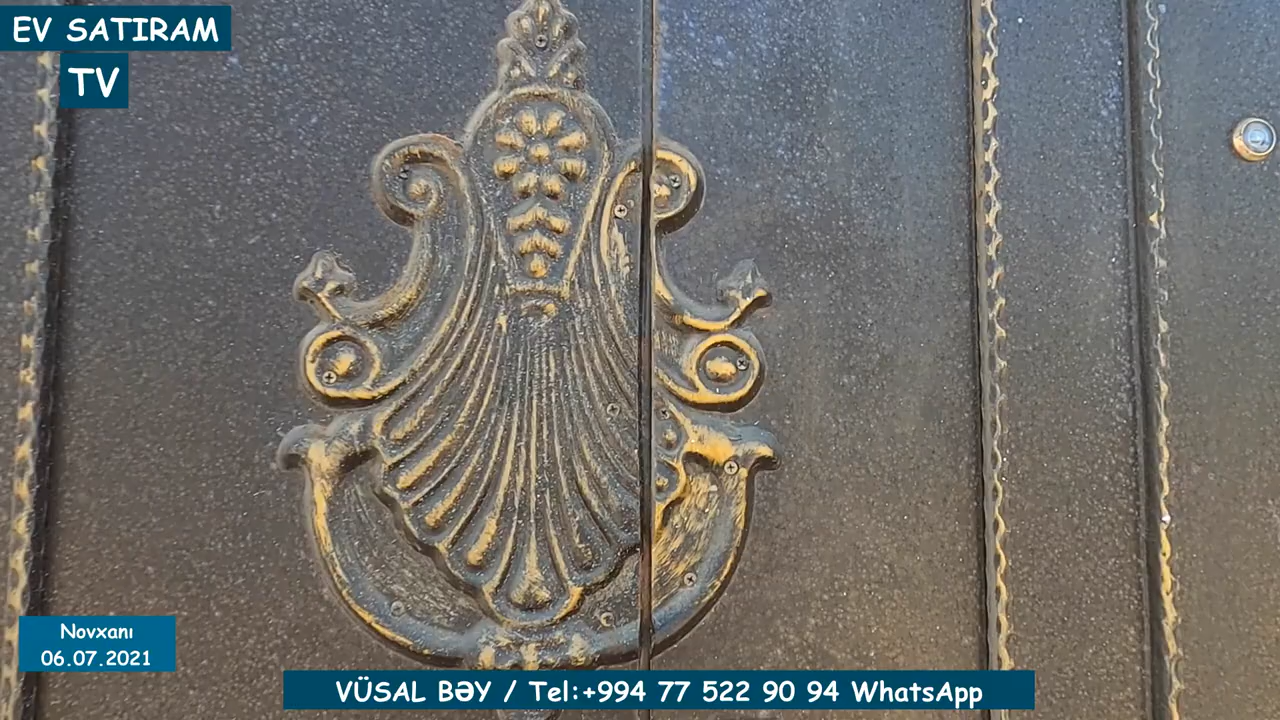 EV SATIRAM
TV
Novxanı
06.07.2021
VÜSAL BƏY / Tel:+994 77 522 90 94 WhatsApp